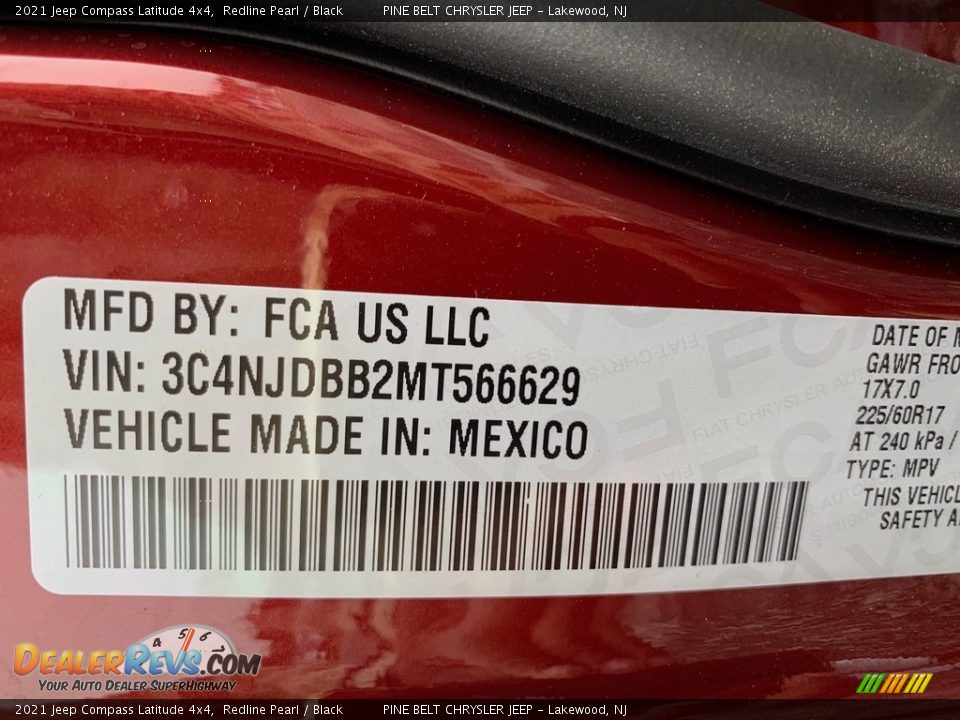 2021 Jeep Compass Latitude 4x4, Redline Pearl / Black PINE BELT CHRYSLER JEEP - Lakewood, NJ
MFD BY: FCA US LLC
VIN: 3C4NJDBB2MT566629
VEHICLE MADE IN: MEXICO
DATE OF M
GAWR FRO
17X7.0
225/60R17
AT 240 kPa /
TYPE: MPV
THIS VEHICL
SAFETY A
4 5 6
DEALERREVS.COM
YOUR AUTO DEALER SUPERHIGHWAY
2021 Jeep Compass Latitude 4x4, Redline Pearl / Black PINE BELT CHRYSLER JEEP - Lakewood, NJ